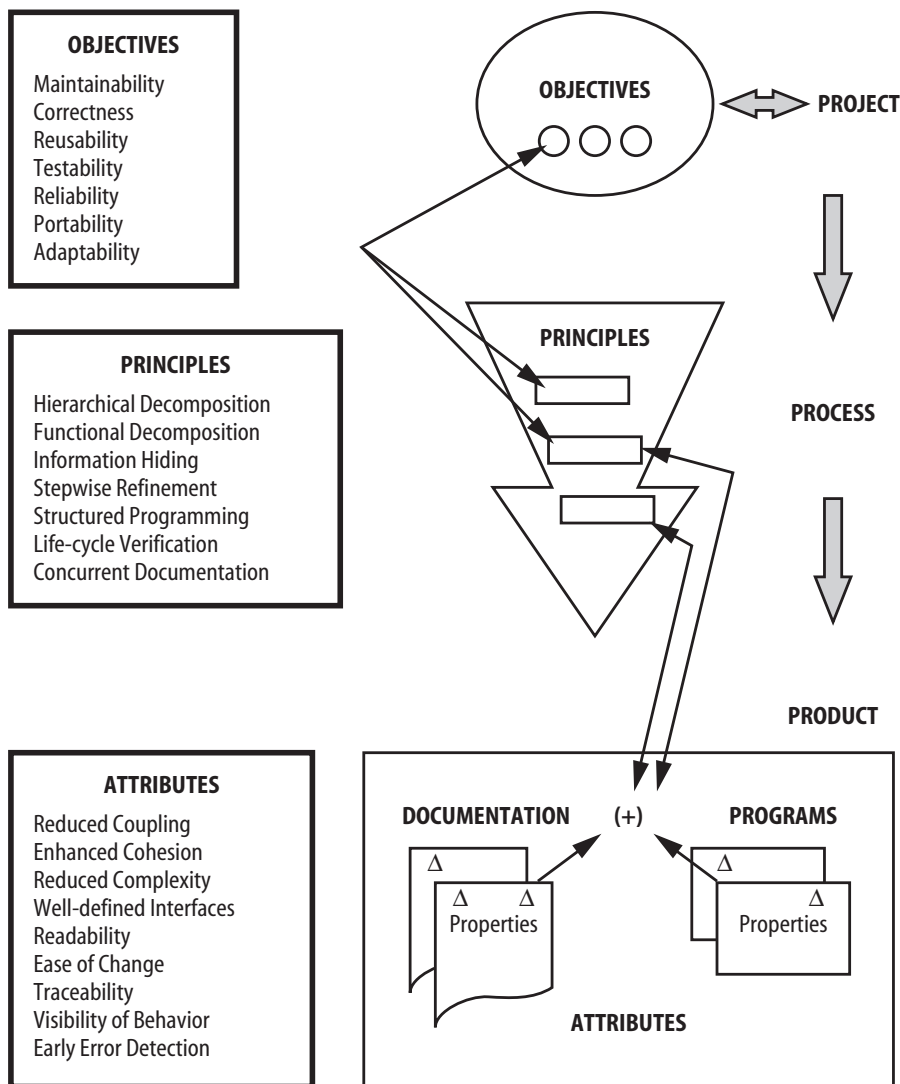 OBJECTIVES
Maintainability
Correctness
Reusability
Testability
Reliability
Portability
Adaptability
OBJECTIVES
PROJECT
PRINCIPLES
Hierarchical Decomposition
Functional Decomposition
Information Hiding
Stepwise Refinement
Structured Programming
Life-cycle Verification
Concurrent Documentation
PRINCIPLES
PROCESS
PRODUCT
ATTRIBUTES
Reduced Coupling
Enhanced Cohesion
Reduced Complexity
Well-defined Interfaces
Readability
Ease of Change
Traceability
Visibility of Behavior
Early Error Detection
DOCUMENTATION (+) PROGRAMS
Δ
Δ Δ
Properties
Δ
Δ
Properties
ATTRIBUTES